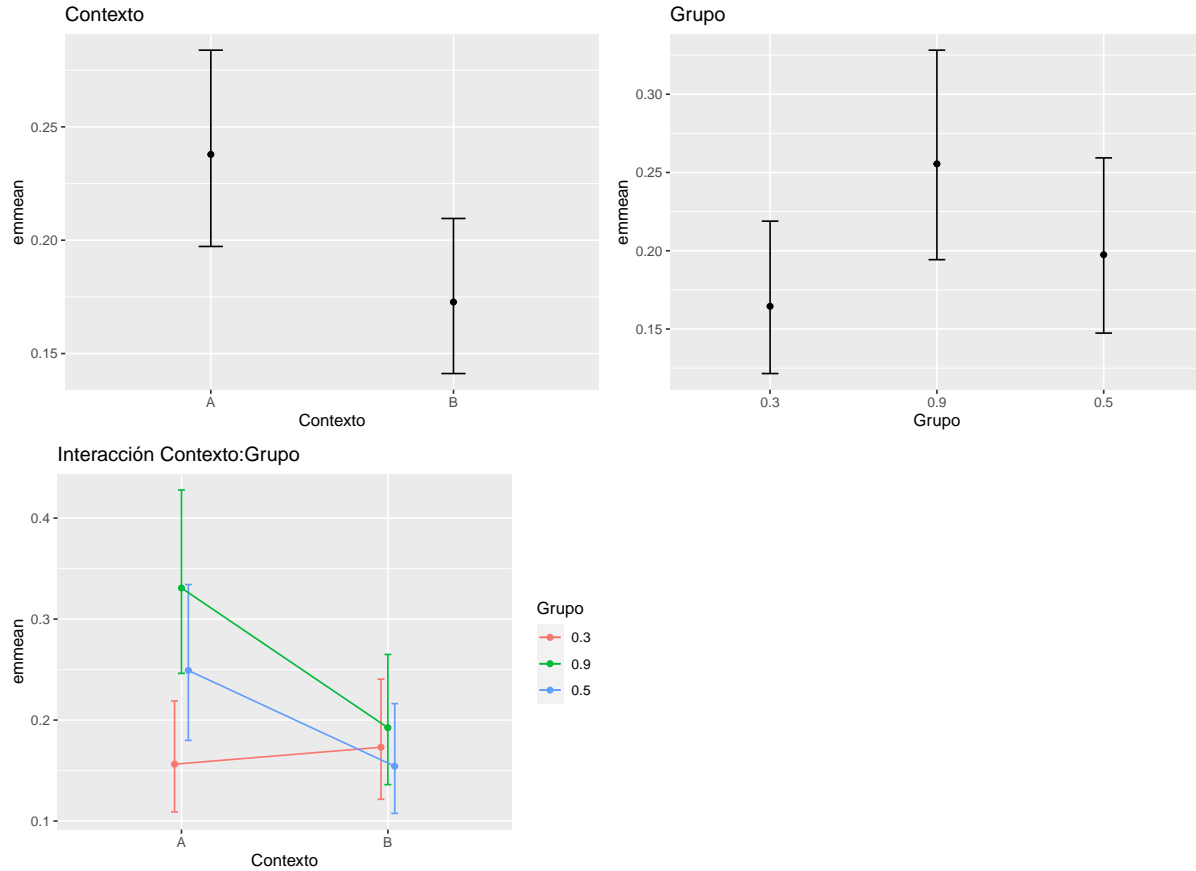 Contexto
emmean
0.25
0.20
0.15
A
B
Contexto
Grupo
emmean
0.30
0.25
0.20
0.15
0.3
0.9
0.5
Grupo
Interacción Contexto:Grupo
emmean
0.4
0.3
0.2
0.1
A
B
Contexto
Grupo
0.3
0.9
0.5